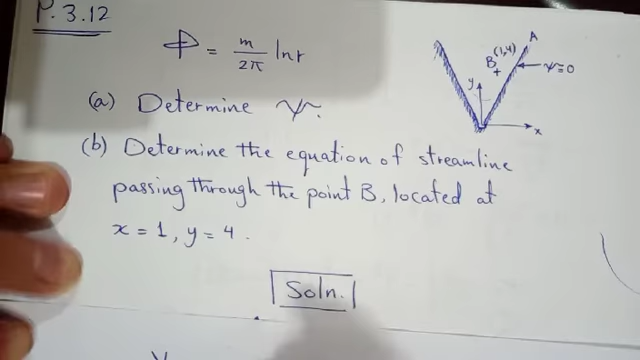 P. 3.12
Φ = m/2π ln r
(a) Determine ψ.
(b) Determine the equation of streamline
passing through the point B, located at
x = 1, y = 4.
Soln.
A
(1,4)
B
ψ=0
y
x